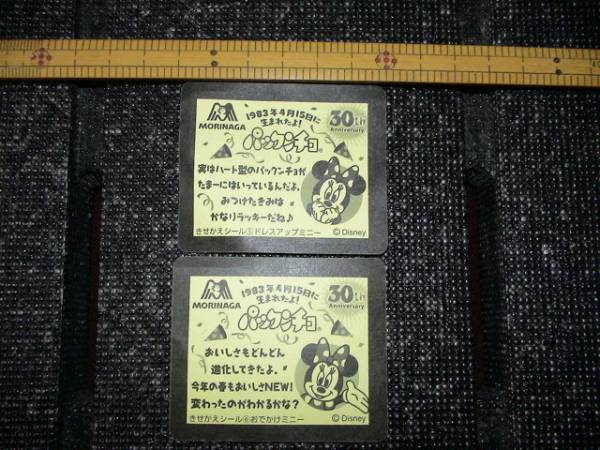 MORINAGA
1983年4月15日に
生まれたよ!
30th
Anniversary
パックンチョ
実はハート型のパックンチョが
たまーにはいっているんだよ。
みつけたきみは
かなりラッキーだね♪
© Disney
きせかえシール⑤ドレスアップミニー
MORINAGA
1983年4月15日に
生まれたよ!
30th
Anniversary
パックンチョ
おいしさもどんどん
進化してきたよ。
今年の春もおいしさNEW!
変わったのがわかるかな?
© Disney
きせかえシール⑥おでかけミニー